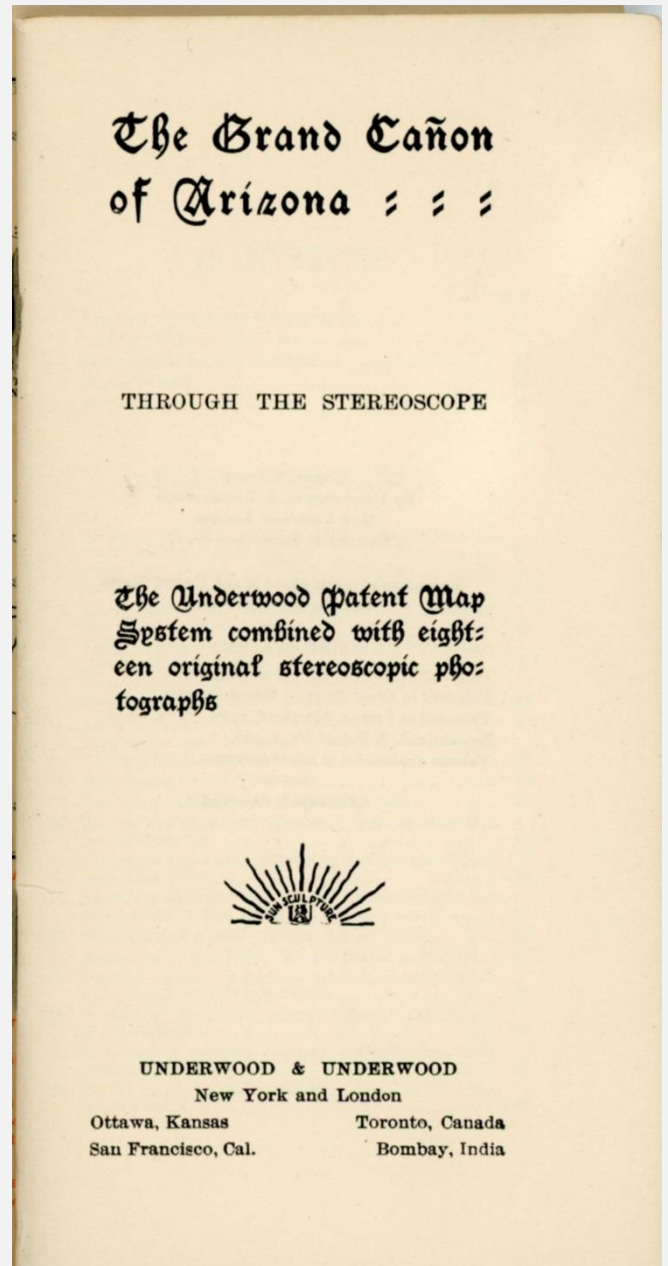 The Grand Cañon
of Arizona : : :
THROUGH THE STEREOSCOPE
The Underwood Patent Map
System combined with eight:
een original stereoscopic pho:
tographs
SUN SCULPTURE
U
UNDERWOOD & UNDERWOOD
New York and London
Ottawa, Kansas Toronto, Canada
San Francisco, Cal. Bombay, India